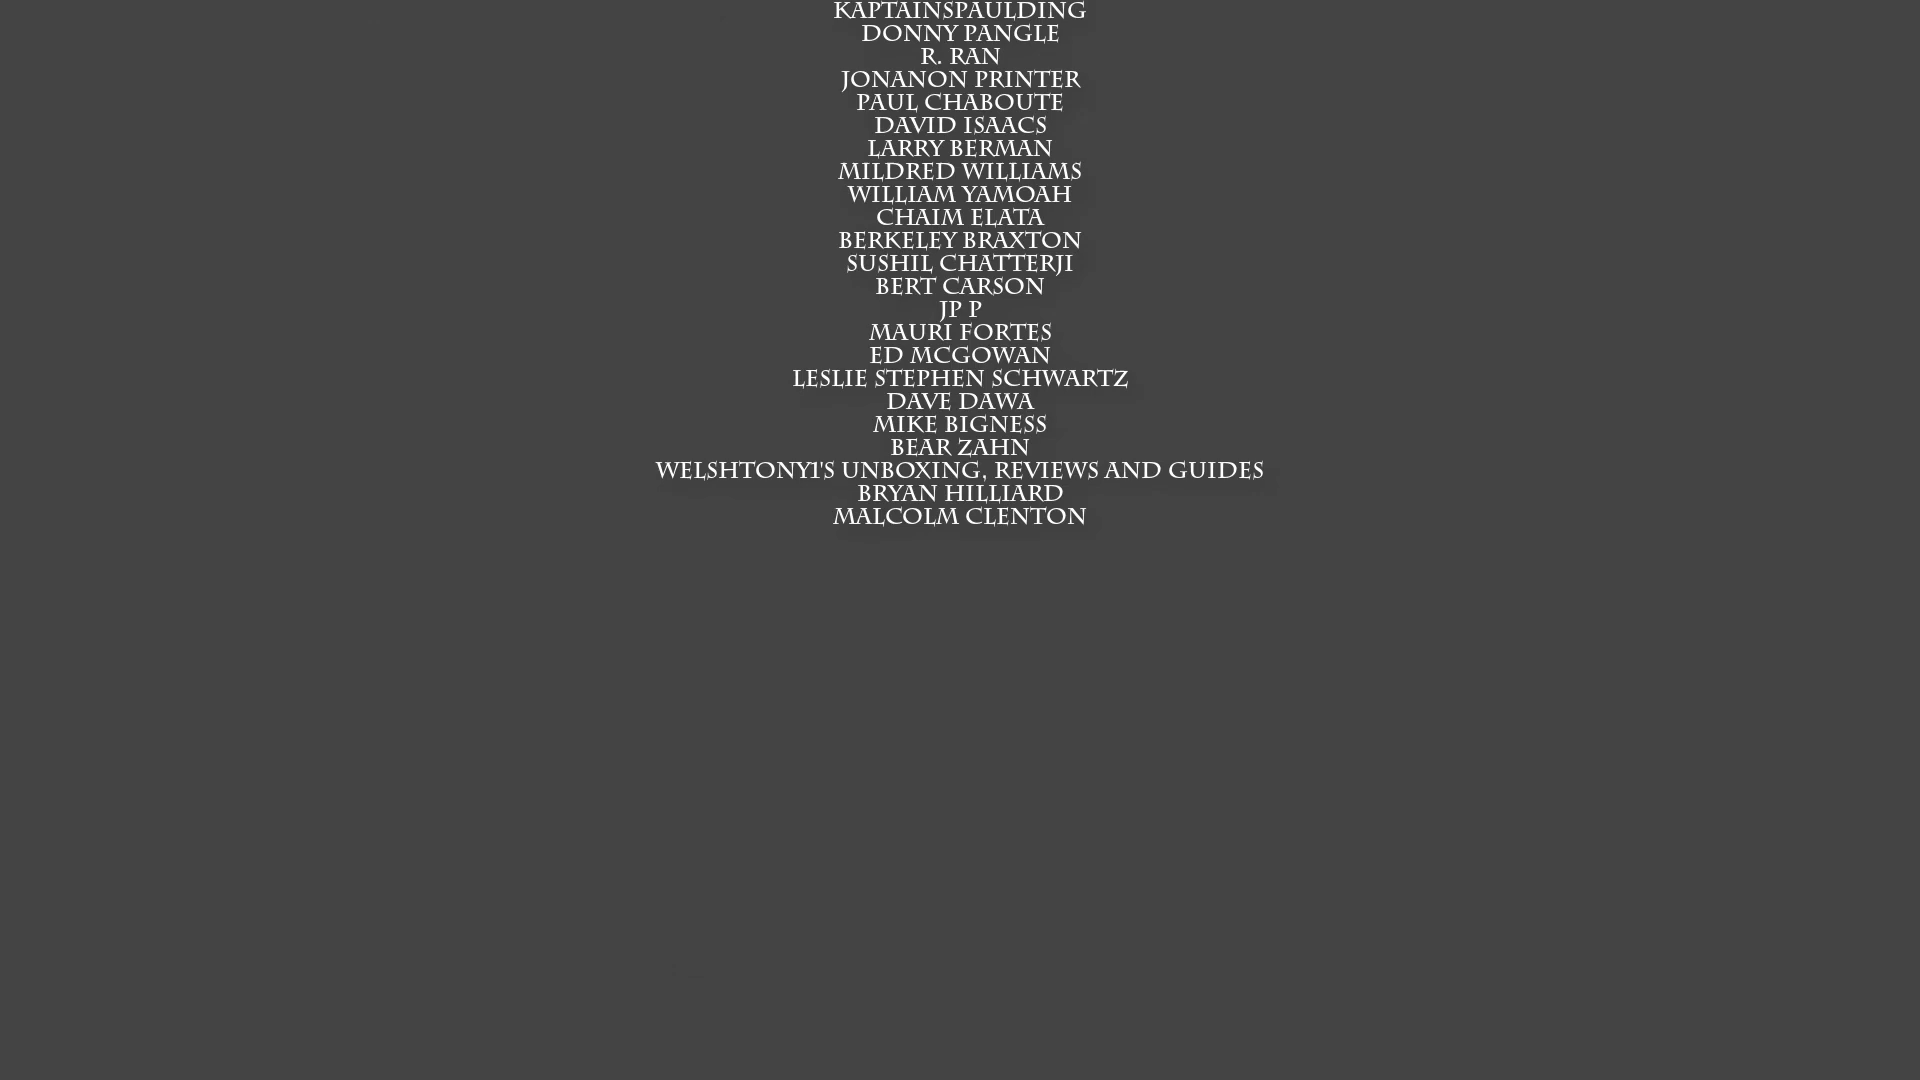 KAPTAINSPAULDING
DONNY PANGLE
R. RAN
JONANON PRINTER
PAUL CHABOUTE
DAVID ISAACS
LARRY BERMAN
MILDRED WILLIAMS
WILLIAM YAMOAH
CHAIM ELATA
BERKELEY BRAXTON
SUSHIL CHATTERJI
BERT CARSON
JP P
MAURI FORTES
ED MCGOWAN
LESLIE STEPHEN SCHWARTZ
DAVE DAWA
MIKE BIGNESS
BEAR ZAHN
WELSHTONY1'S UNBOXING, REVIEWS AND GUIDES
BRYAN HILLIARD
MALCOLM CLENTON